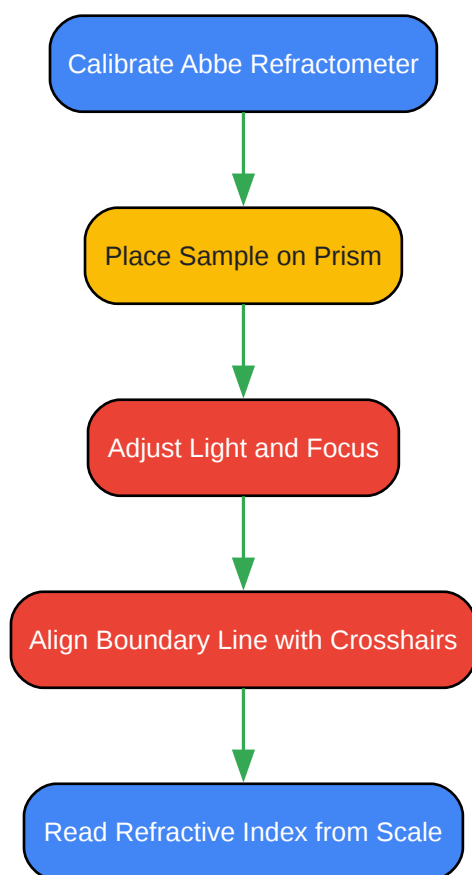 Calibrate Abbe Refractometer
Place Sample on Prism
Adjust Light and Focus
Align Boundary Line with Crosshairs
Read Refractive Index from Scale